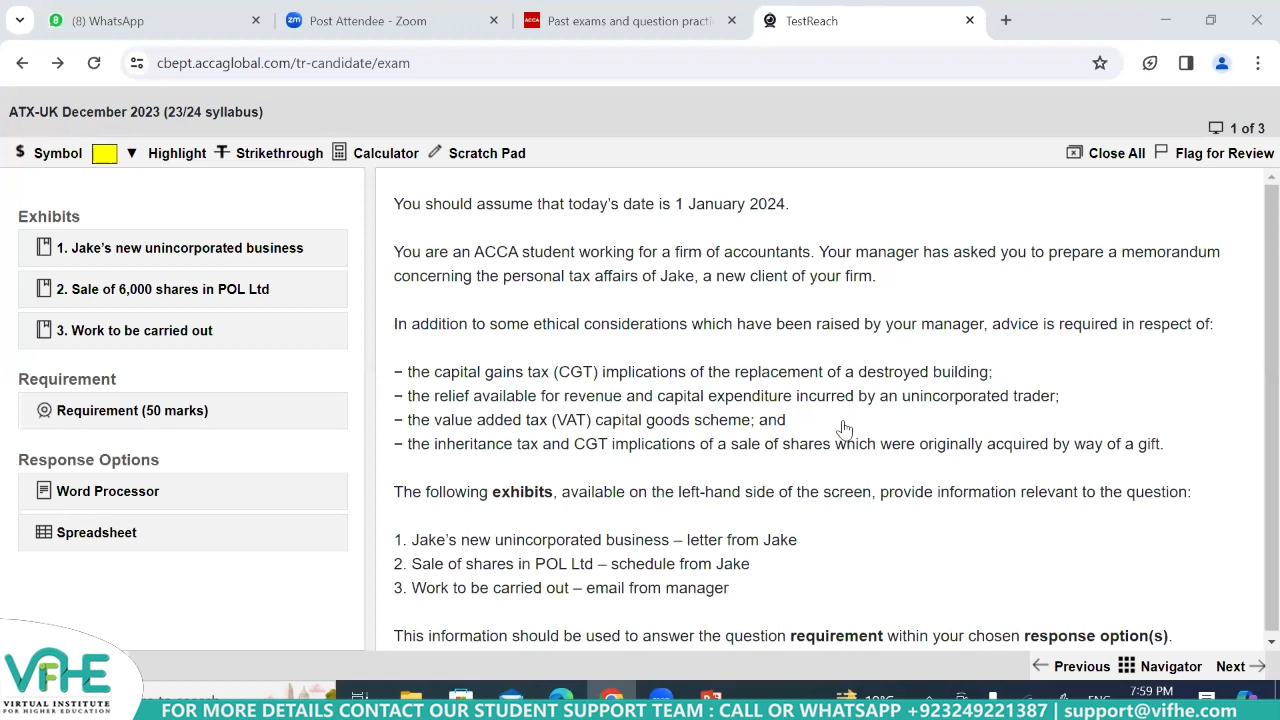 (8) WhatsApp
Post Attendee - Zoom
ACCA
Past exams and question practi
TestReach
cbept.accaglobal.com/tr-candidate/exam
ATX-UK December 2023 (23/24 syllabus)
1 of 3
$ Symbol
Highlight
Strikethrough
Calculator
Scratch Pad
Close All
Flag for Review
Exhibits
1. Jake's new unincorporated business
2. Sale of 6,000 shares in POL Ltd
3. Work to be carried out
Requirement
Requirement (50 marks)
Response Options
Word Processor
Spreadsheet
You should assume that today's date is 1 January 2024.
You are an ACCA student working for a firm of accountants. Your manager has asked you to prepare a memorandum
concerning the personal tax affairs of Jake, a new client of your firm.
In addition to some ethical considerations which have been raised by your manager, advice is required in respect of:
− the capital gains tax (CGT) implications of the replacement of a destroyed building;
− the relief available for revenue and capital expenditure incurred by an unincorporated trader;
− the value added tax (VAT) capital goods scheme; and
− the inheritance tax and CGT implications of a sale of shares which were originally acquired by way of a gift.
The following exhibits, available on the left-hand side of the screen, provide information relevant to the question:
1. Jake's new unincorporated business – letter from Jake
2. Sale of shares in POL Ltd – schedule from Jake
3. Work to be carried out – email from manager
This information should be used to answer the question requirement within your chosen response option(s).
Previous
Navigator
Next
7:59 PM
VIFHE
VIRTUAL INSTITUTE
FOR HIGHER EDUCATION
FOR MORE DETAILS CONTACT OUR STUDENT SUPPORT TEAM : CALL OR WHATSAPP +923249221387 | support@vifhe.com